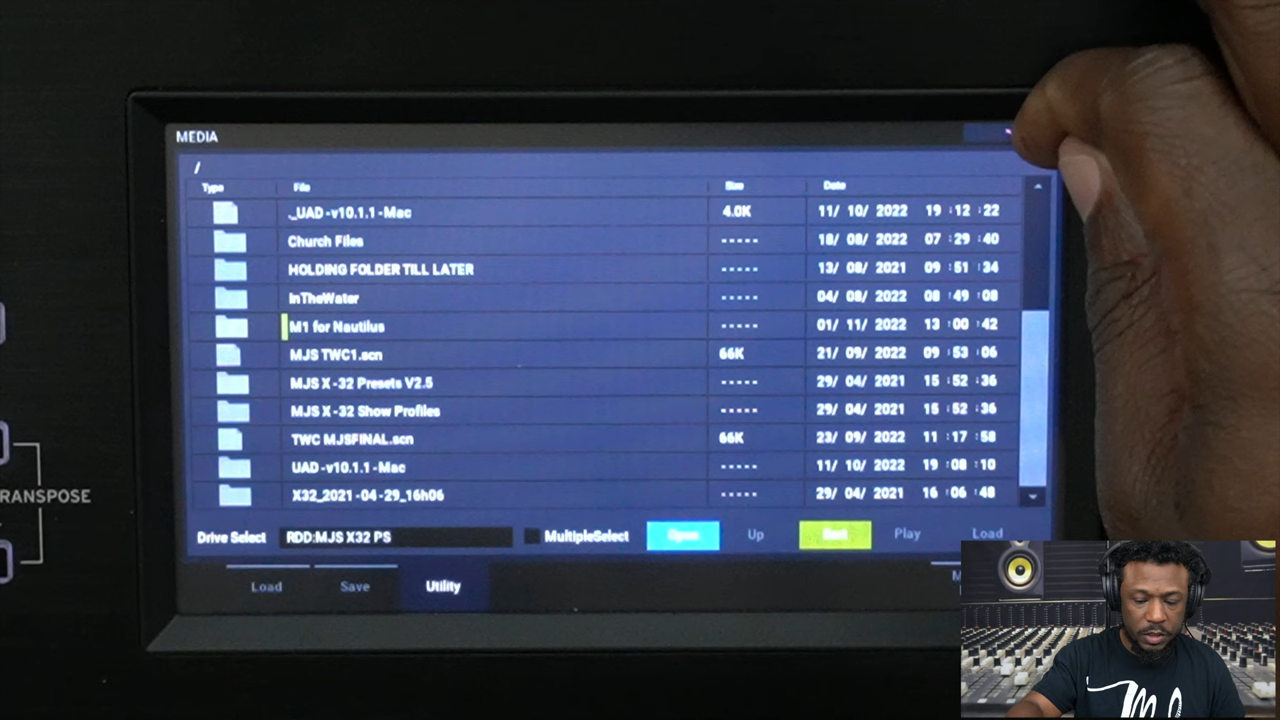 MEDIA
/
Type File Size Date
._UAD-v10.1.1-Mac 4.0K 11/ 10/ 2022 19 :12 :22
Church Files ----- 18/ 08/ 2022 07 :29 :40
HOLDING FOLDER TILL LATER ----- 13/ 08/ 2021 09 :51 :34
InTheWater ----- 04/ 08/ 2022 08 :49 :08
M1 for Nautilus ----- 01/ 11/ 2022 13 :00 :42
MJS TWC1.scn 66K 21/ 09/ 2022 09 :53 :06
MJS X-32 Presets V2.5 ----- 29/ 04/ 2021 15 :52 :36
MJS X-32 Show Profiles ----- 29/ 04/ 2021 15 :52 :36
TWC MJSFINAL.scn 66K 23/ 09/ 2022 11 :17 :58
UAD-v10.1.1-Mac ----- 11/ 10/ 2022 19 :08 :10
X32_2021-04-29_16h06 ----- 29/ 04/ 2021 16 :06 :48
Drive Select RDD:MJS X32 PS MultipleSelect Open Up Play Load
Load Save Utility
RANSPOSE